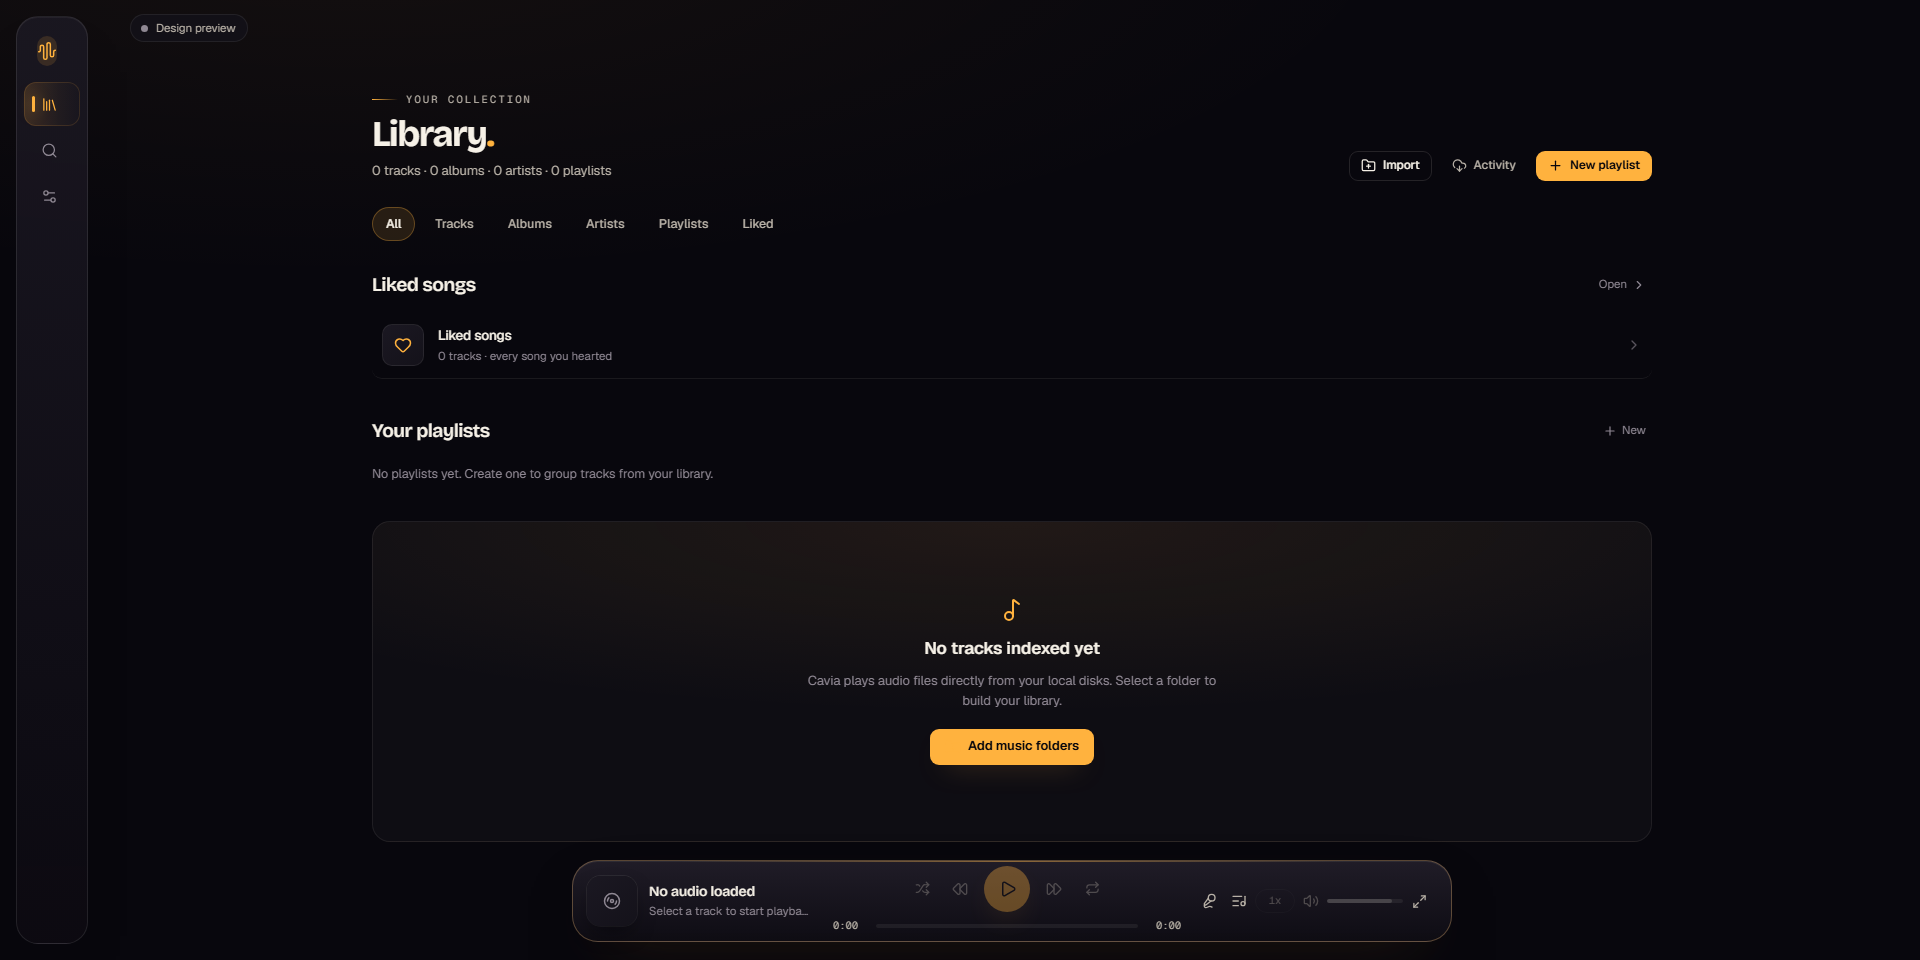 Design preview
YOUR COLLECTION
Library.
0 tracks · 0 albums · 0 artists · 0 playlists
Import
Activity
New playlist
All
Tracks
Albums
Artists
Playlists
Liked
Liked songs
Open
Liked songs
0 tracks · every song you hearted
Your playlists
New
No playlists yet. Create one to group tracks from your library.
No tracks indexed yet
Cavia plays audio files directly from your local disks. Select a folder to
build your library.
Add music folders
No audio loaded
Select a track to start playba...
0:00
0:00
1x